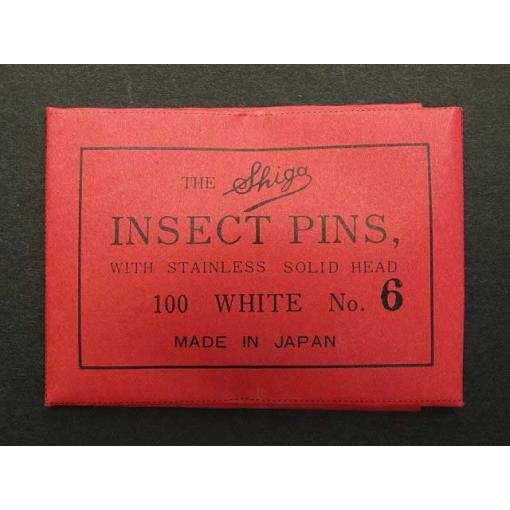 THE Shiga
INSECT PINS,
WITH STAINLESS SOLID HEAD
100 WHITE No. 6
MADE IN JAPAN